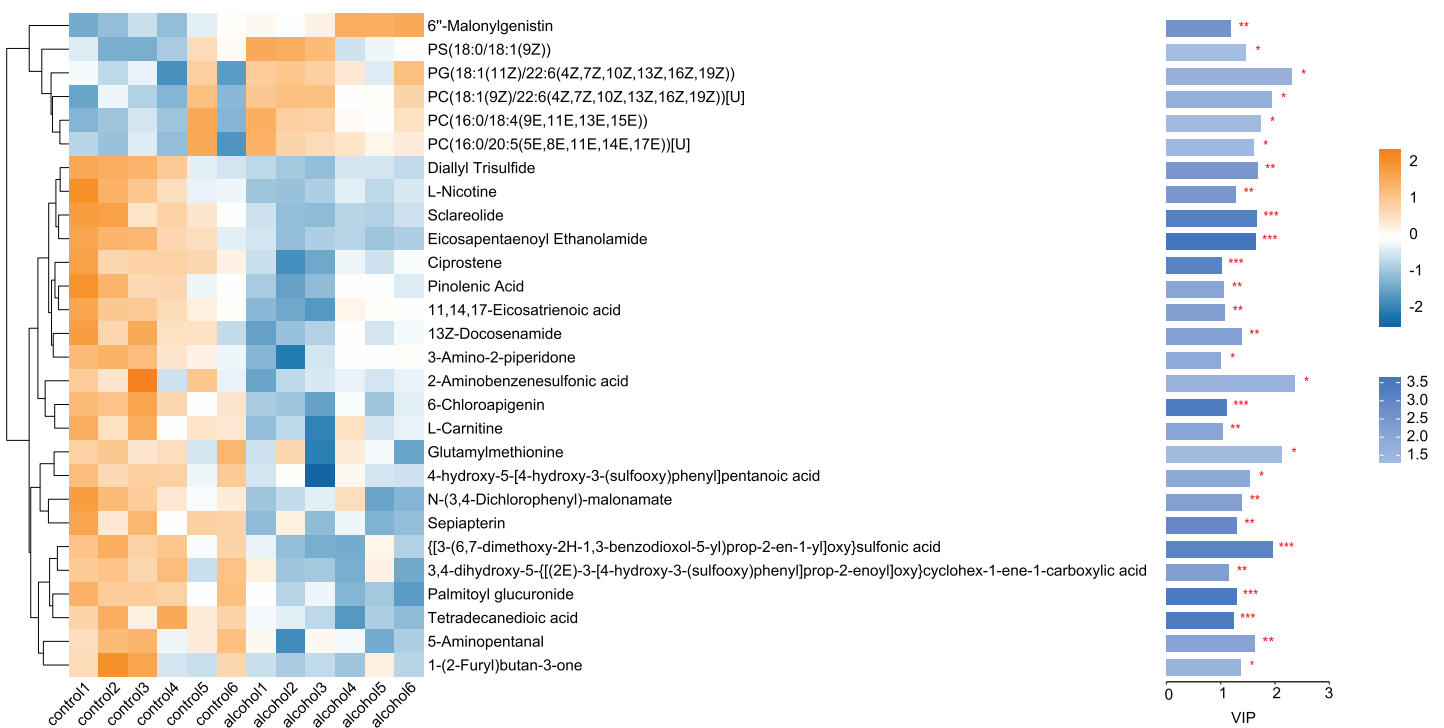 6''-Malonylgenistin **
PS(18:0/18:1(9Z)) *
PG(18:1(11Z)/22:6(4Z,7Z,10Z,13Z,16Z,19Z)) *
PC(18:1(9Z)/22:6(4Z,7Z,10Z,13Z,16Z,19Z))[U] *
PC(16:0/18:4(9E,11E,13E,15E)) *
PC(16:0/20:5(5E,8E,11E,14E,17E))[U] *
Diallyl Trisulfide **
L-Nicotine **
Sclareolide ***
Eicosapentaenoyl Ethanolamide ***
Ciprostene ***
Pinolenic Acid **
11,14,17-Eicosatrienoic acid **
13Z-Docosenamide **
3-Amino-2-piperidone *
2-Aminobenzenesulfonic acid *
6-Chloroapigenin ***
L-Carnitine **
Glutamylmethionine *
4-hydroxy-5-[4-hydroxy-3-(sulfooxy)phenyl]pentanoic acid *
N-(3,4-Dichlorophenyl)-malonamate **
Sepiapterin **
{[3-(6,7-dimethoxy-2H-1,3-benzodioxol-5-yl)prop-2-en-1-yl]oxy}sulfonic acid ***
3,4-dihydroxy-5-{[(2E)-3-[4-hydroxy-3-(sulfooxy)phenyl]prop-2-enoyl]oxy}cyclohex-1-ene-1-carboxylic acid **
Palmitoyl glucuronide ***
Tetradecanedioic acid ***
5-Aminopentanal **
1-(2-Furyl)butan-3-one *
control1
control2
control3
control4
control5
control6
alcohol1
alcohol2
alcohol3
alcohol4
alcohol5
alcohol6
0 1 2 3
VIP
2
1
0
-1
-2
3.5
3.0
2.5
2.0
1.5